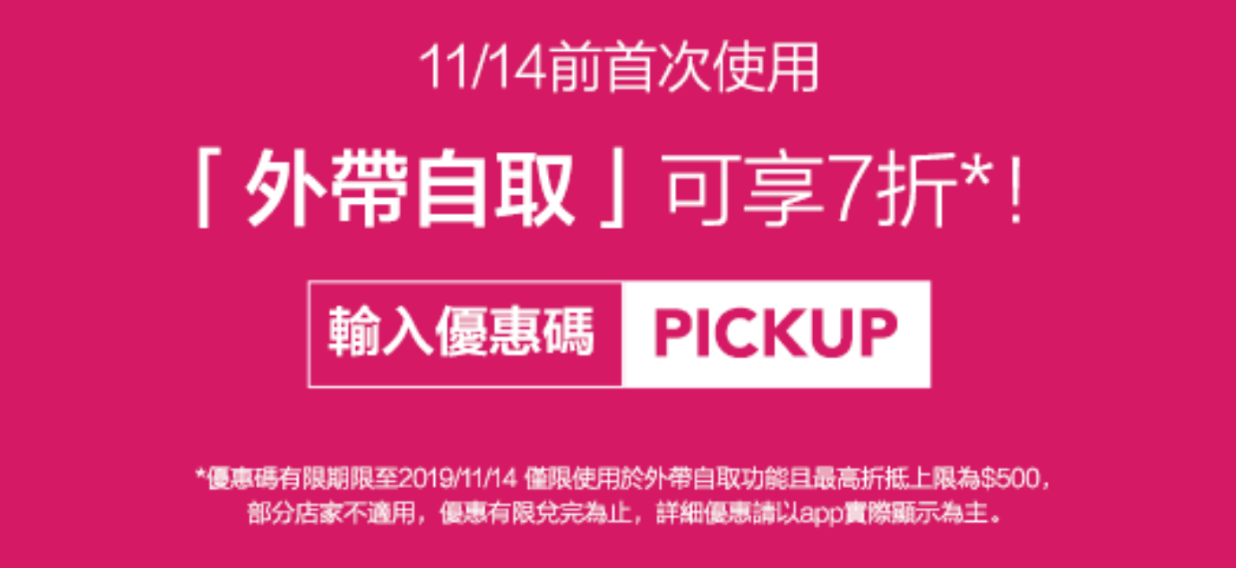 11/14前首次使用
「外帶自取」可享7折*！
輸入優惠碼 PICKUP
*優惠碼有限期限至2019/11/14 僅限使用於外帶自取功能且最高折抵上限為$500，
部分店家不適用，優惠有限兌完為止，詳細優惠請以app實際顯示為主。